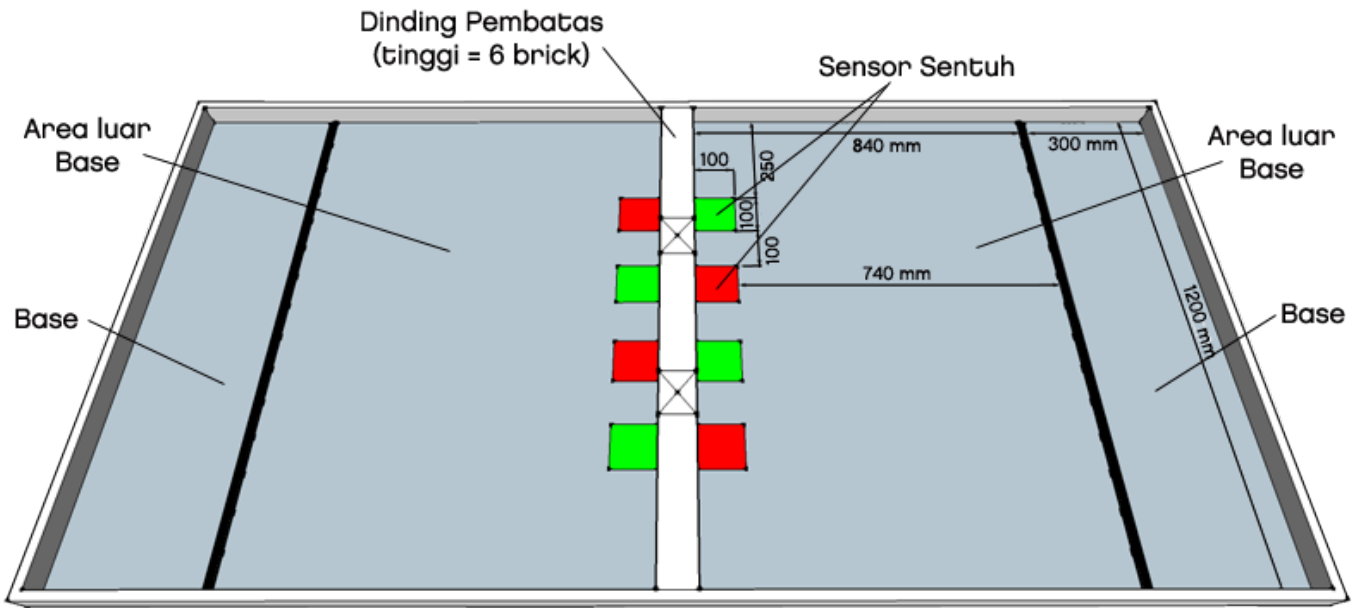 Dinding Pembatas
(tinggi = 6 brick)
Sensor Sentuh
Area luar
Base
Area luar
Base
840 mm
300 mm
100
250
100
100
740 mm
1200 mm
Base
Base